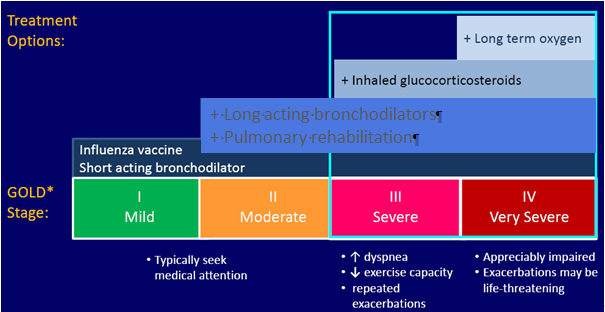 Treatment
Options:
+ Long term oxygen
+ Inhaled glucocorticosteroids
+·Long·acting·bronchodilators¶
+·Pulmonary·rehabilitation¶
Influenza vaccine
Short acting bronchodilator
GOLD*
Stage:
I
Mild
II
Moderate
III
Severe
IV
Very Severe
• Typically seek
medical attention
• ↑ dyspnea
• ↓ exercise capacity
• repeated
exacerbations
• Appreciably impaired
• Exacerbations may be
life-threatening